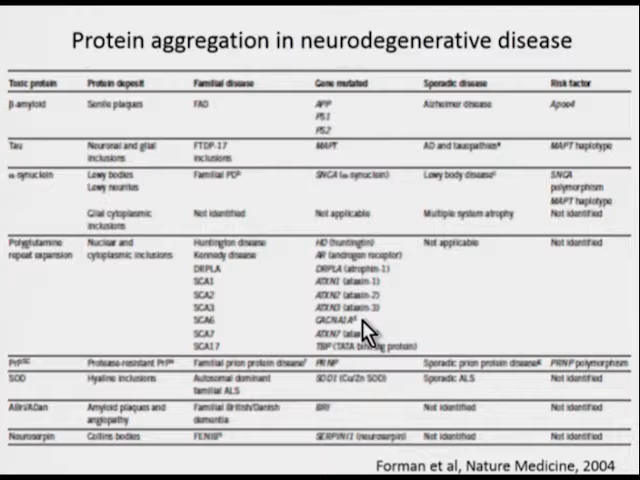 Protein aggregation in neurodegenerative disease
Toxic protein Protein deposit Familial disease Gene mutated Sporadic disease Risk factor
β-amyloid Senile plaques FAD APP Alzheimer disease Apoe4
PS1
PS2
Tau Neuronal and glial FTDP-17 MAPT AD and tauopathies MAPT haplotype
inclusions inclusions
α-synuclein Lewy bodies Familial PD SNCA (α-synuclein) Lewy body disease SNCA
Lewy neurites polymorphism
MAPT haplotype
Glial cytoplasmic Not identified Not applicable Multiple system atrophy Not identified
inclusions
Polyglutamine Nuclear and Huntington disease HD (huntingtin) Not applicable Not identified
repeat expansion cytoplasmic inclusions Kennedy disease AR (androgen receptor)
DRPLA DRPLA (atrophin-1)
SCA1 ATXN1 (ataxin-1)
SCA2 ATXN2 (ataxin-2)
SCA3 ATXN3 (ataxin-3)
SCA6 CACNA1A
SCA7 ATXN7
SCA17 TBP (TATA protein)
Protease-resistant Familial prion protein disease PRNP Sporadic prion protein disease PRNP polymorphism
SOD Hyaline inclusions Autosomal dominant SOD1 (Cu/Zn SOD) Sporadic ALS Not identified
familial ALS
ABri/ADan Amyloid plaques and Familial British/Danish BRI Not identified Not identified
angiopathy dementia
Neuroserpin Collins bodies FENIB SERPINI1 (neuroserpin) Not identified Not identified
Forman et al, Nature Medicine, 2004